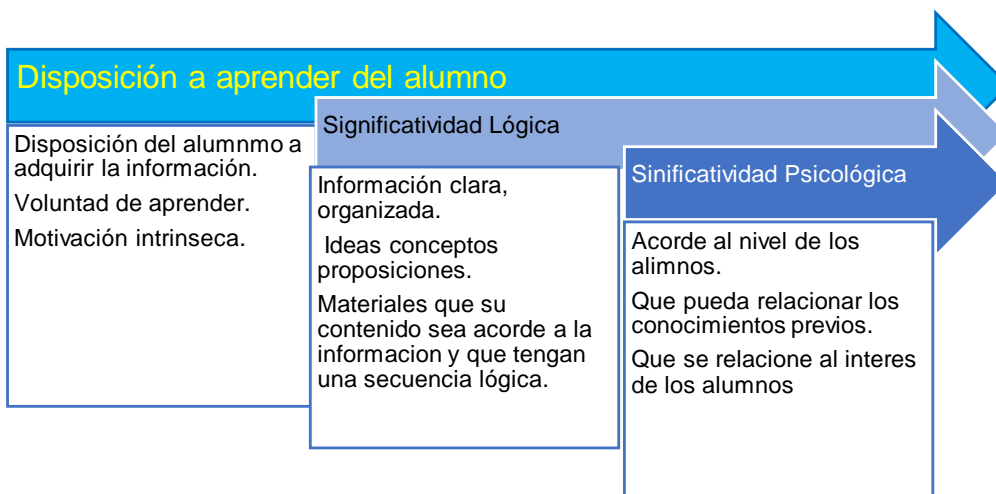 Disposición a aprender del alumno
Disposición del alumnmo a
adquirir la información.
Voluntad de aprender.
Motivación intrinseca.
Significatividad Lógica
Información clara,
organizada.
Ideas conceptos
proposiciones.
Materiales que su
contenido sea acorde a la
informacion y que tengan
una secuencia lógica.
Sinificatividad Psicológica
Acorde al nivel de los
alimnos.
Que pueda relacionar los
conocimientos previos.
Que se relacione al interes
de los alumnos